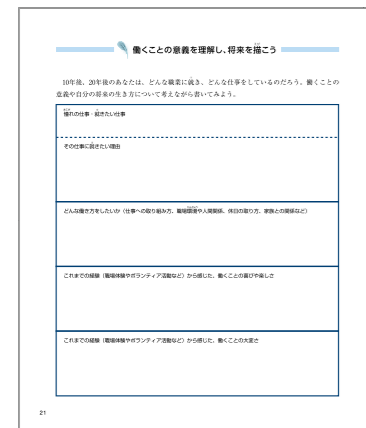 働くことの意義を理解し、将来を描こう
10年後、20年後のあなたは、どんな職業に就き、どんな仕事をしているのだろう。働くことの
意義や自分の将来の生き方について考えながら書いてみよう。
憧れの仕事・就きたい仕事
その仕事に就きたい理由
どんな働き方をしたいか（仕事への取り組み方、職場環境や人間関係、休日の取り方、家族との関係など）
これまでの経験（職場体験やボランティア活動など）から感じた、働くことの喜びや楽しさ
これまでの経験（職場体験やボランティア活動など）から感じた、働くことの大変さ
21